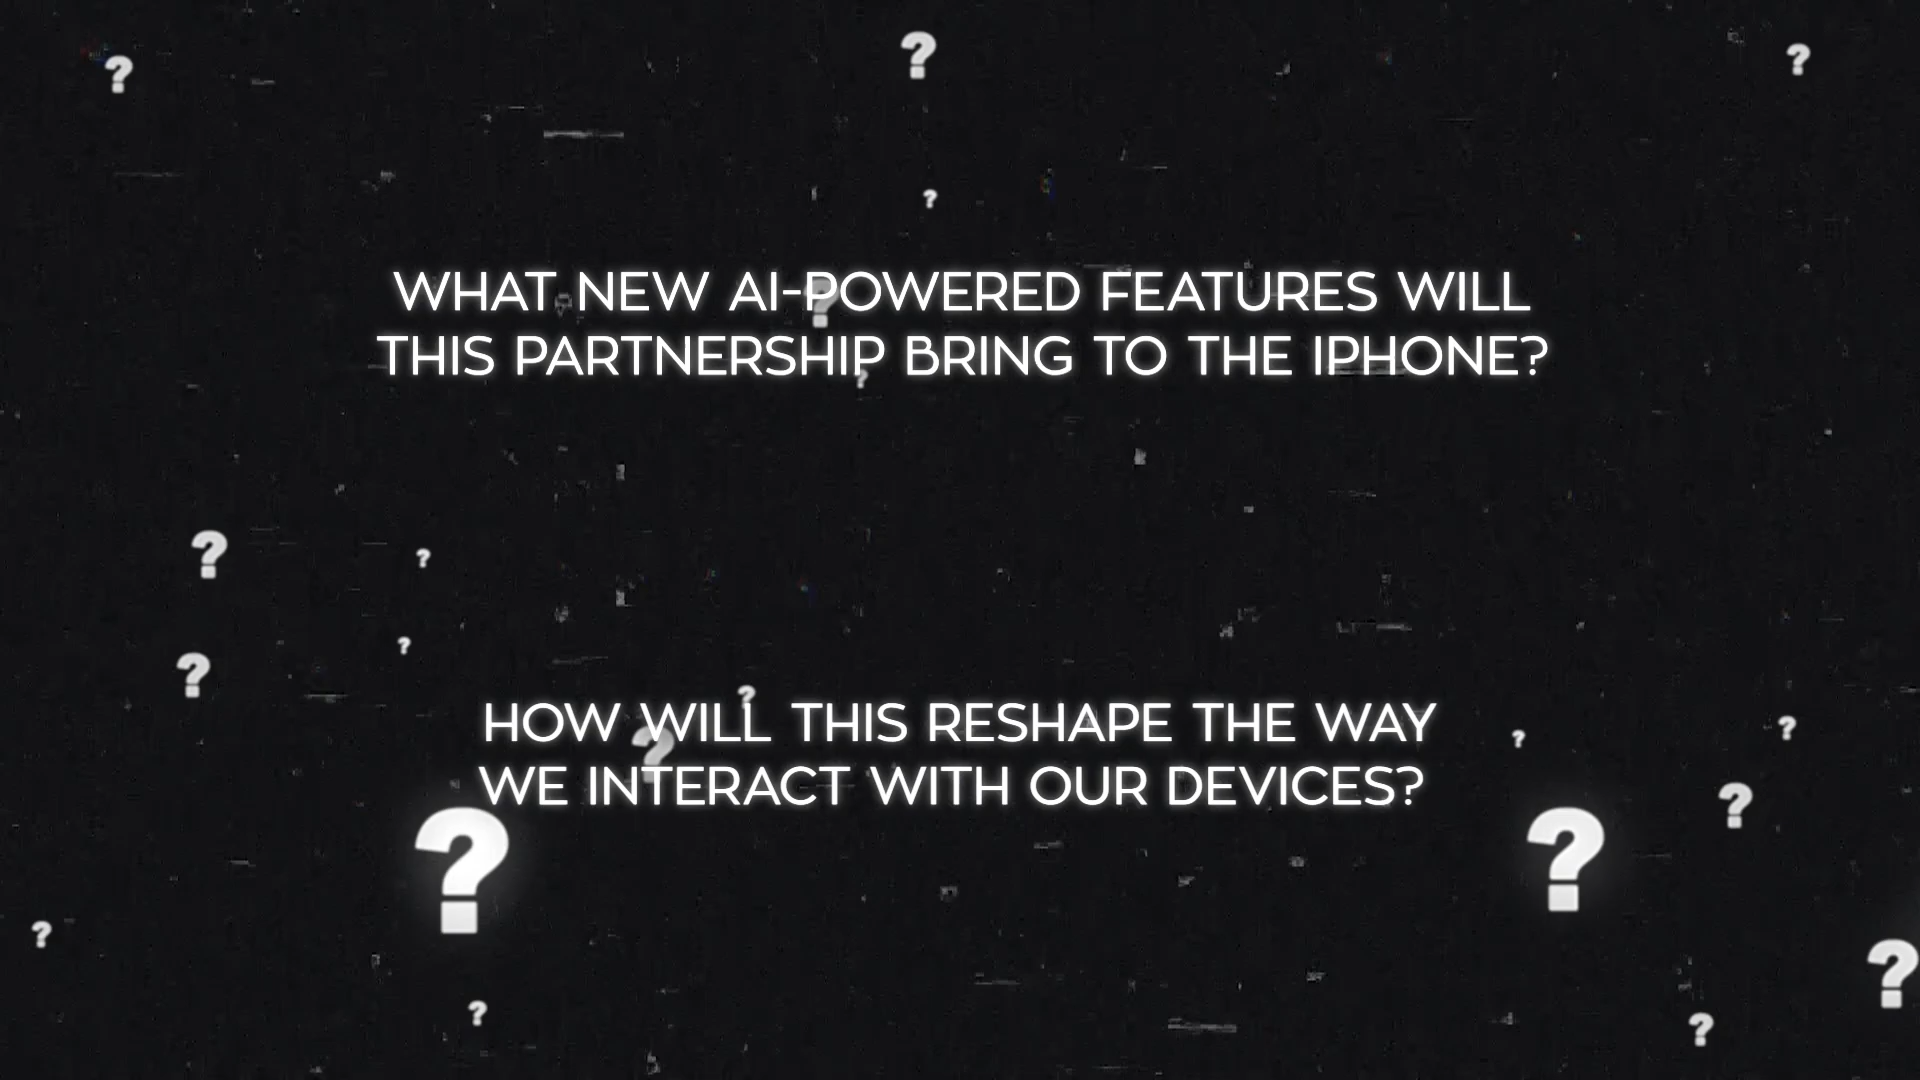 WHAT NEW AI-POWERED FEATURES WILL
THIS PARTNERSHIP BRING TO THE IPHONE?
HOW WILL THIS RESHAPE THE WAY
WE INTERACT WITH OUR DEVICES?